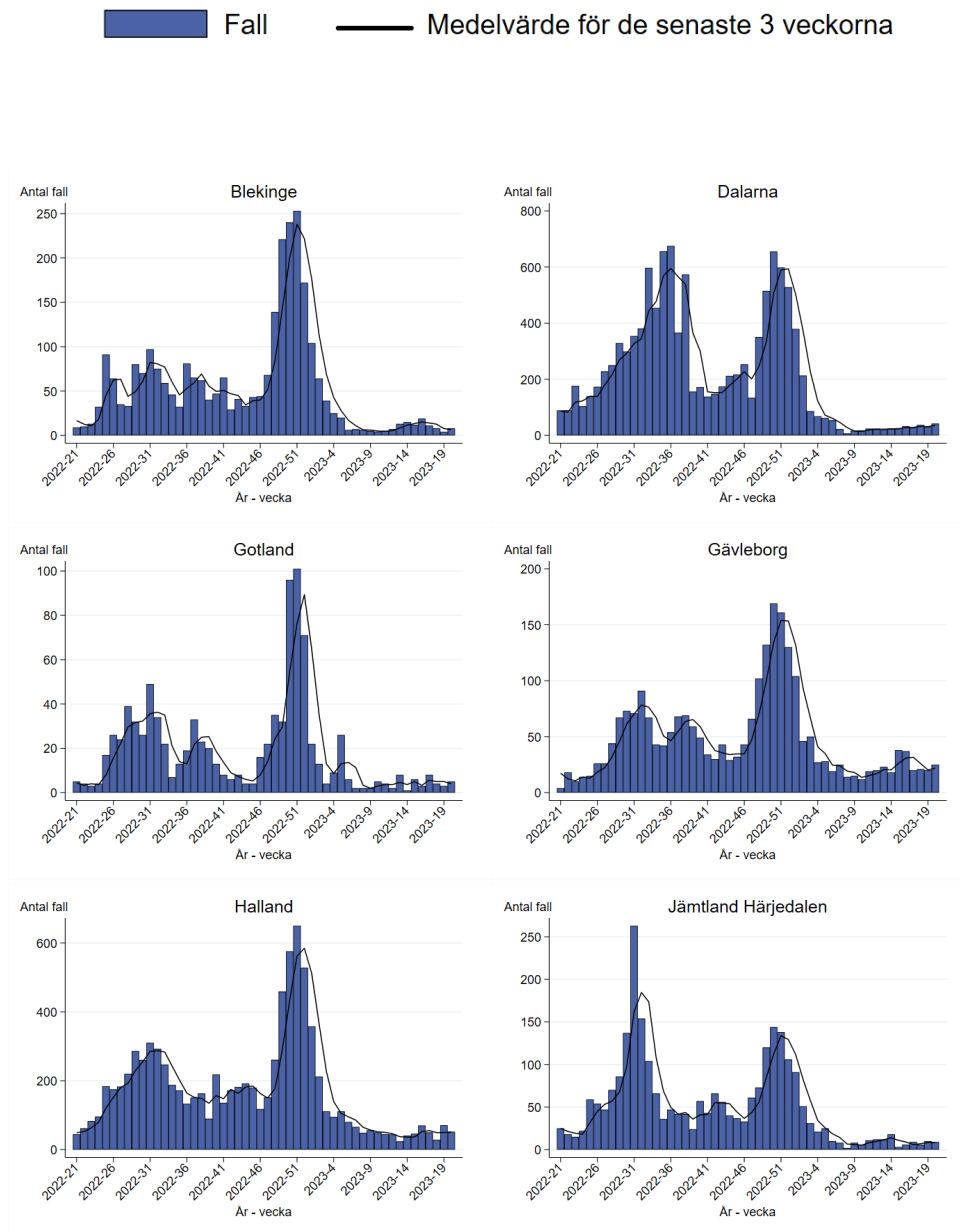 Fall Medelvärde för de senaste 3 veckorna
Antal fall Blekinge
250
200
150
100
50
0
2022-21 2022-26 2022-31 2022-36 2022-41 2022-46 2022-51 2023-4 2023-9 2023-14 2023-19
År - vecka
Antal fall Dalarna
800
600
400
200
0
2022-21 2022-26 2022-31 2022-36 2022-41 2022-46 2022-51 2023-4 2023-9 2023-14 2023-19
År - vecka
Antal fall Gotland
100
80
60
40
20
0
2022-21 2022-26 2022-31 2022-36 2022-41 2022-46 2022-51 2023-4 2023-9 2023-14 2023-19
År - vecka
Antal fall Gävleborg
200
150
100
50
0
2022-21 2022-26 2022-31 2022-36 2022-41 2022-46 2022-51 2023-4 2023-9 2023-14 2023-19
År - vecka
Antal fall Halland
600
400
200
0
2022-21 2022-26 2022-31 2022-36 2022-41 2022-46 2022-51 2023-4 2023-9 2023-14 2023-19
År - vecka
Antal fall Jämtland Härjedalen
250
200
150
100
50
0
2022-21 2022-26 2022-31 2022-36 2022-41 2022-46 2022-51 2023-4 2023-9 2023-14 2023-19
År - vecka